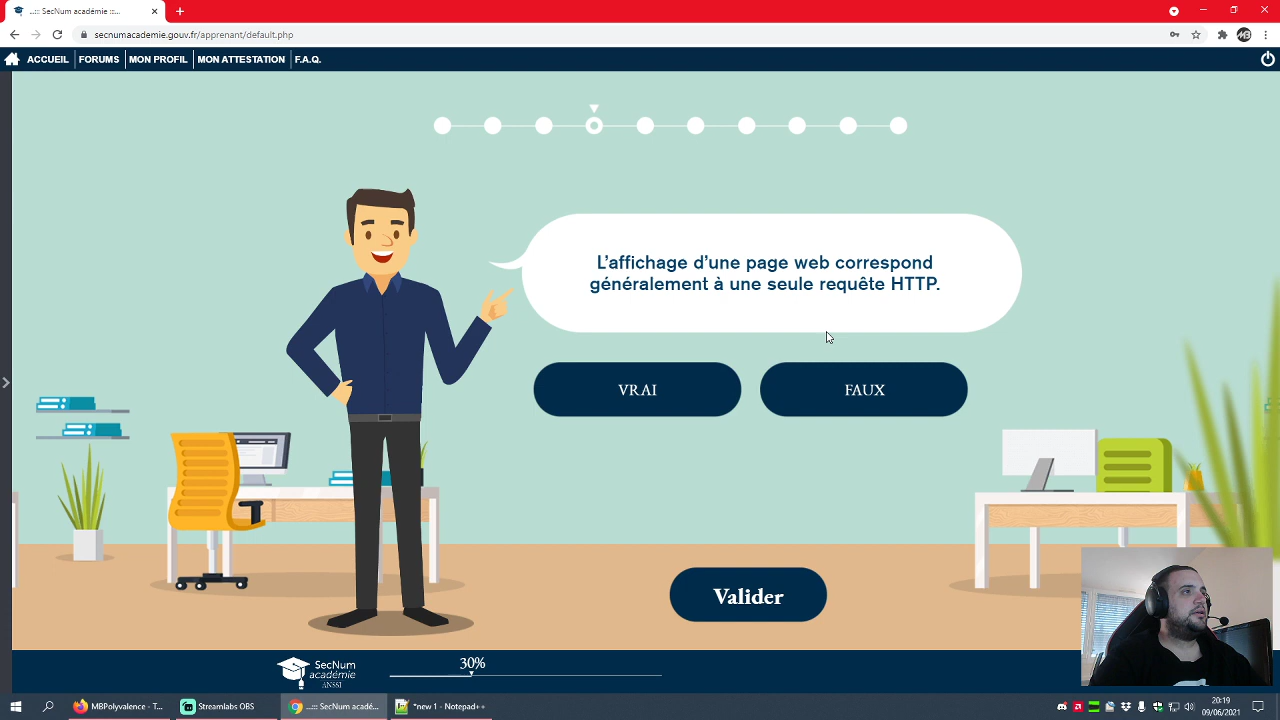 ..:: SecNum académie ::...
secnumacademie.gouv.fr/apprenant/default.php
ACCUEIL FORUMS MON PROFIL MON ATTESTATION F.A.Q.
L'affichage d'une page web correspond
généralement à une seule requête HTTP.
VRAI FAUX
Valider
SecNum
académie
ANSSI
30%
MBPolyvalence - T...
Streamlabs OBS
..:: SecNum acadé...
*new 1 - Notepad++
20:19
09/06/2021